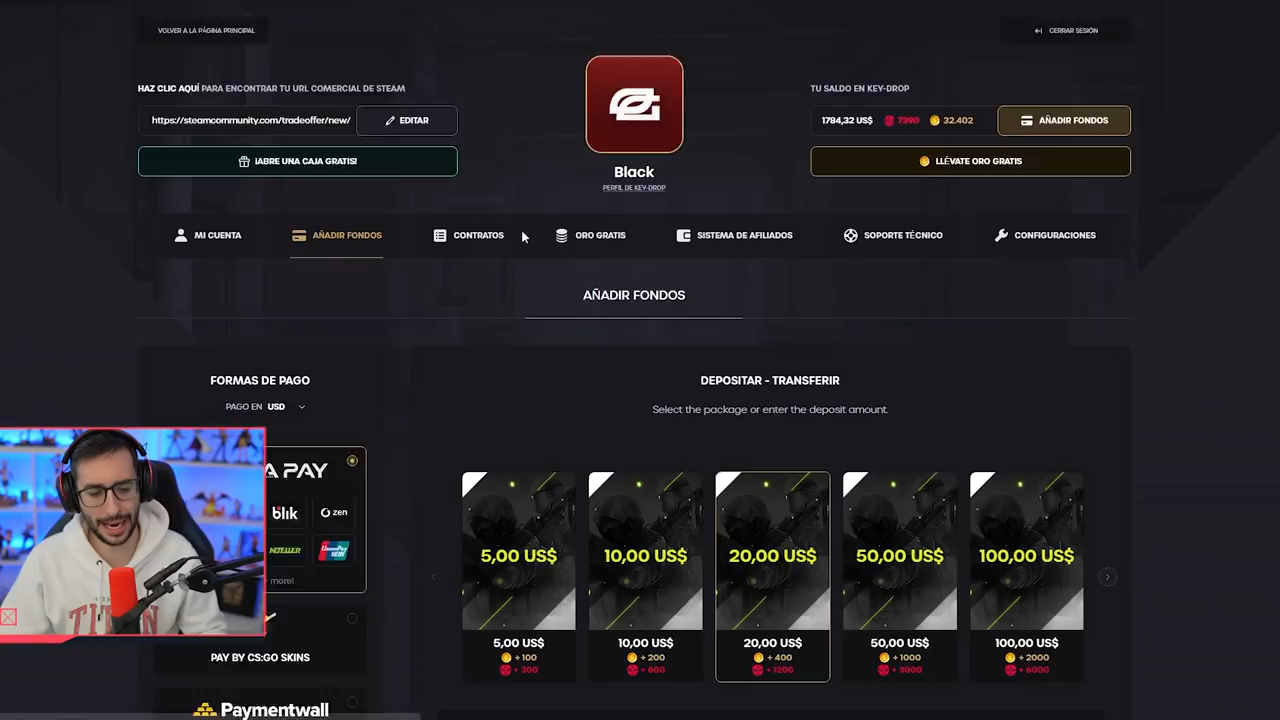 VOLVER A LA PÁGINA PRINCIPAL
CERRAR SESIÓN
HAZ CLIC AQUÍ PARA ENCONTRAR TU URL COMERCIAL DE STEAM
https://steamcommunity.com/tradeoffer/new/
EDITAR
¡ABRE UNA CAJA GRATIS!
Black
PERFIL DE KEY-DROP
TU SALDO EN KEY-DROP
1784,32 US$ 7390 32.402
AÑADIR FONDOS
LLÉVATE ORO GRATIS
MI CUENTA
AÑADIR FONDOS
CONTRATOS
ORO GRATIS
SISTEMA DE AFILIADOS
SOPORTE TÉCNICO
CONFIGURACIONES
AÑADIR FONDOS
FORMAS DE PAGO
PAGO EN USD
A PAY
blik
zen
NETELLER
UnionPay
more!
PAY BY CS:GO SKINS
Paymentwall
DEPOSITAR - TRANSFERIR
Select the package or enter the deposit amount.
5,00 US$
10,00 US$
20,00 US$
50,00 US$
100,00 US$
5,00 US$
+ 100
+ 300
10,00 US$
+ 200
+ 600
20,00 US$
+ 400
+ 1200
50,00 US$
+ 1000
+ 3000
100,00 US$
+ 2000
+ 6000